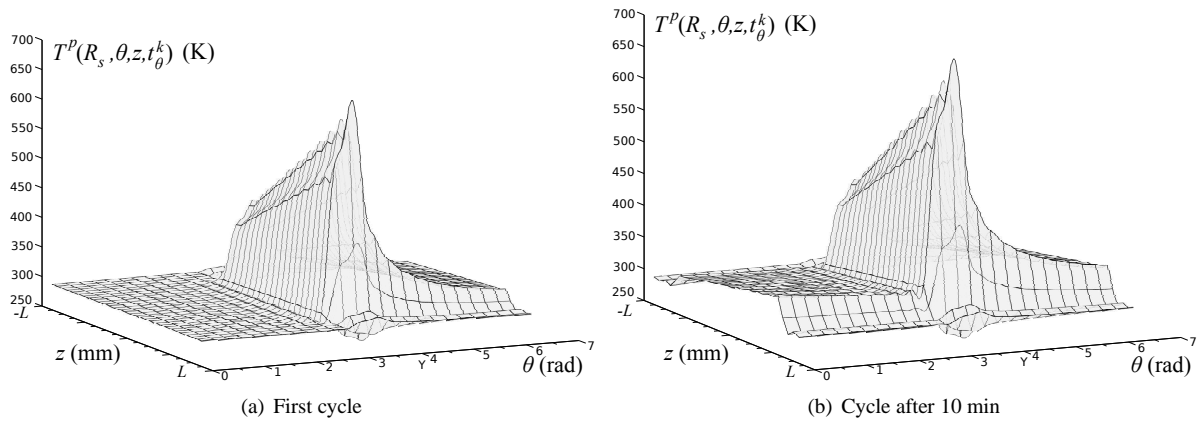 T^p(R_s ,θ,z,t_θ^k) (K)
700
650
600
550
500
450
400
350
300
250
-L
z (mm)
L
0
1
2
3
Y
4
5
6
7
θ (rad)
(a) First cycle
T^p(R_s ,θ,z,t_θ^k) (K)
700
650
600
550
500
450
400
350
300
250
-L
z (mm)
L
0
1
2
3
Y
4
5
6
7
θ (rad)
(b) Cycle after 10 min